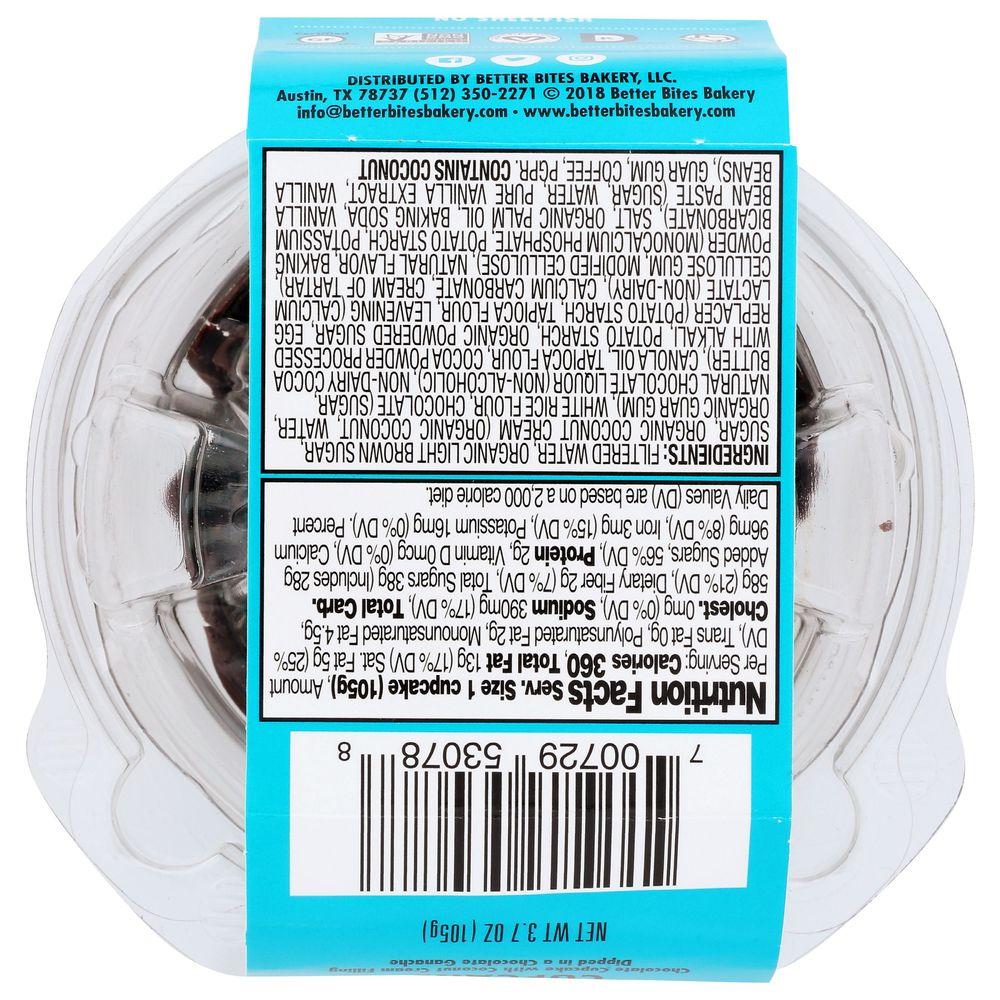 NO SHELLFISH
DISTRIBUTED BY BETTER BITES BAKERY, LLC.
Austin, TX 78737 (512) 350-2271 © 2018 Better Bites Bakery
info@betterbitesbakery.com • www.betterbitesbakery.com
Chocolate Cupcake with Coconut Cream Filling
Dipped in a Chocolate Ganache
NET WT 3.7 OZ (105g)
7 00729 53078 8
Nutrition Facts Serv. Size 1 cupcake (105g), Amount
Per Serving: Calories 360, Total Fat 13g (17% DV) Sat. Fat 5g (25%
DV), Trans Fat 0g, Polyunsaturated Fat 2g, Monounsaturated Fat 4.5g,
Cholest. 0mg (0% DV), Sodium 390mg (17% DV), Total Carb.
58g (21% DV), Dietary Fiber 2g (7% DV), Total Sugars 38g (Includes 28g
Added Sugars, 56% DV), Protein 2g, Vitamin D 0mcg (0% DV), Calcium
96mg (8% DV), Iron 3mg (15% DV), Potassium 16mg (0% DV). Percent
Daily Values (DV) are based on a 2,000 calorie diet.
INGREDIENTS: FILTERED WATER, ORGANIC LIGHT BROWN SUGAR,
SUGAR, ORGANIC COCONUT CREAM (ORGANIC COCONUT, WATER,
ORGANIC GUAR GUM), WHITE RICE FLOUR, CHOCOLATE (SUGAR,
NATURAL CHOCOLATE LIQUOR (NON-ALCOHOLIC), NON-DAIRY COCOA
BUTTER), CANOLA OIL, TAPIOCA FLOUR, COCOA POWDER PROCESSED
WITH ALKALI, POTATO STARCH, ORGANIC POWDERED SUGAR, EGG
REPLACER (POTATO STARCH, TAPIOCA FLOUR, LEAVENING (CALCIUM
LACTATE (NON-DAIRY), CALCIUM CARBONATE, CREAM OF TARTAR)
CELLULOSE GUM, MODIFIED CELLULOSE), NATURAL FLAVOR, BAKING
POWDER (MONOCALCIUM PHOSPHATE, POTATO STARCH, POTASSIUM
BICARBONATE), SALT, ORGANIC PALM OIL, BAKING SODA, VANILLA
BEAN PASTE (SUGAR, WATER, PURE VANILLA EXTRACT, VANILLA
BEANS), GUAR GUM, COFFEE, PGPR. CONTAINS COCONUT